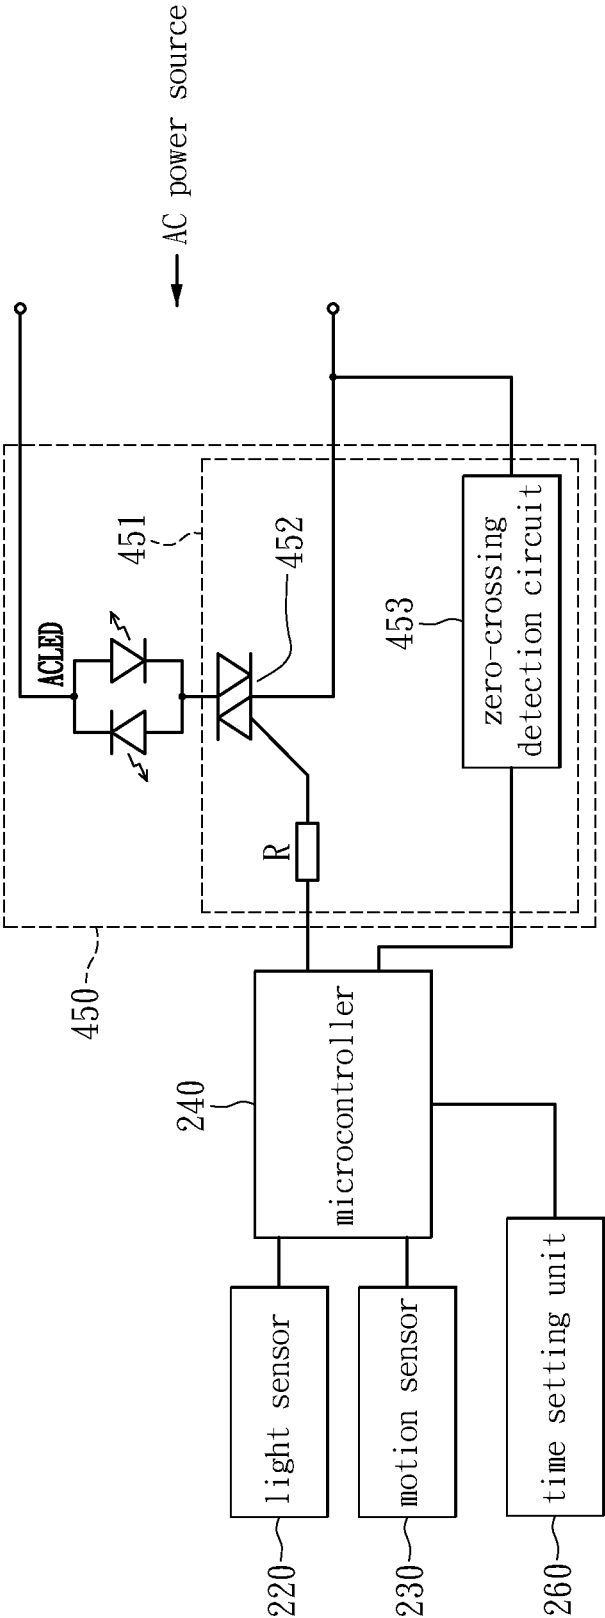 450
451
ACLED
AC power source
452
R
240
microcontroller
453
zero-crossing
detection circuit
220
light sensor
230
motion sensor
260
time setting unit